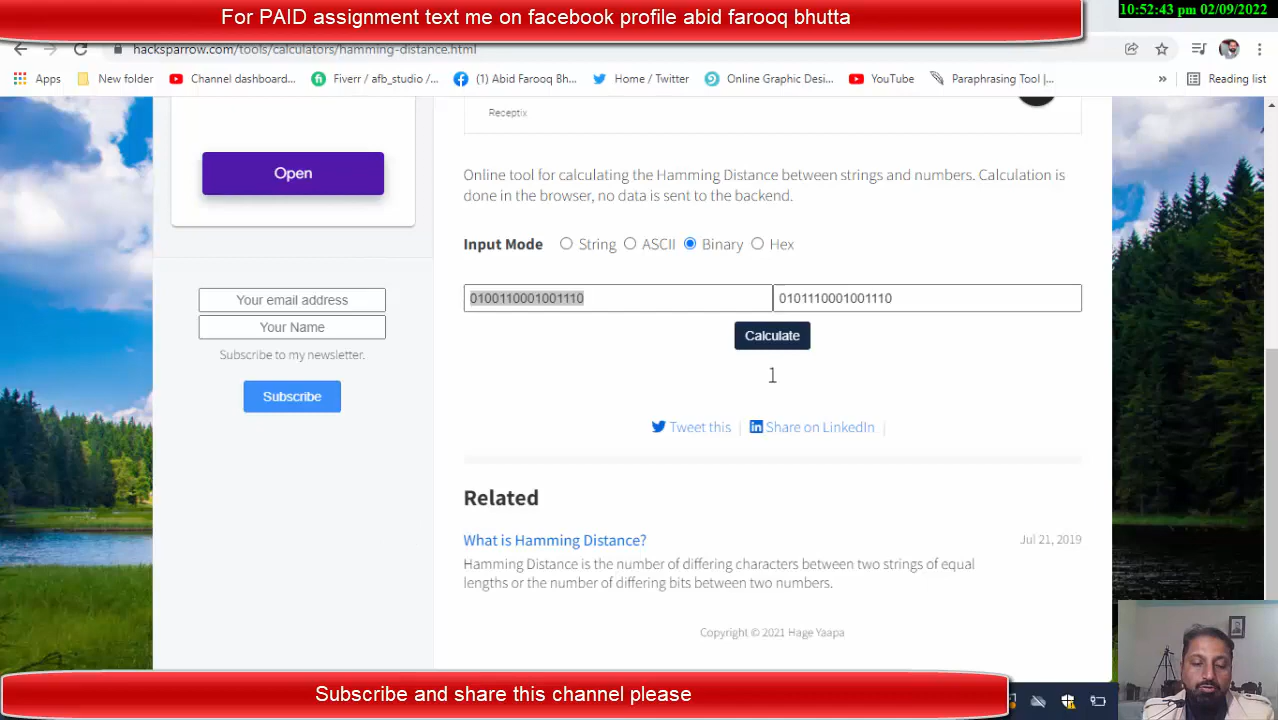 For PAID assignment text me on facebook profile abid farooq bhutta
10:52:43 pm 02/09/2022
hacksparrow.com/tools/calculators/hamming-distance.html
Apps
New folder
Channel dashboard...
Fiverr / afb_studio /...
(1) Abid Farooq Bh...
Home / Twitter
Online Graphic Desi...
YouTube
Paraphrasing Tool |...
»
Reading list
Receptix
Open
Online tool for calculating the Hamming Distance between strings and numbers. Calculation is
done in the browser, no data is sent to the backend.
Input Mode String ASCII Binary Hex
0100110001001110
0101110001001110
Calculate
1
Your email address
Your Name
Subscribe to my newsletter.
Subscribe
Tweet this | Share on LinkedIn |
Related
What is Hamming Distance?
Jul 21, 2019
Hamming Distance is the number of differing characters between two strings of equal
lengths or the number of differing bits between two numbers.
Copyright © 2021 Hage Yaapa
Subscribe and share this channel please